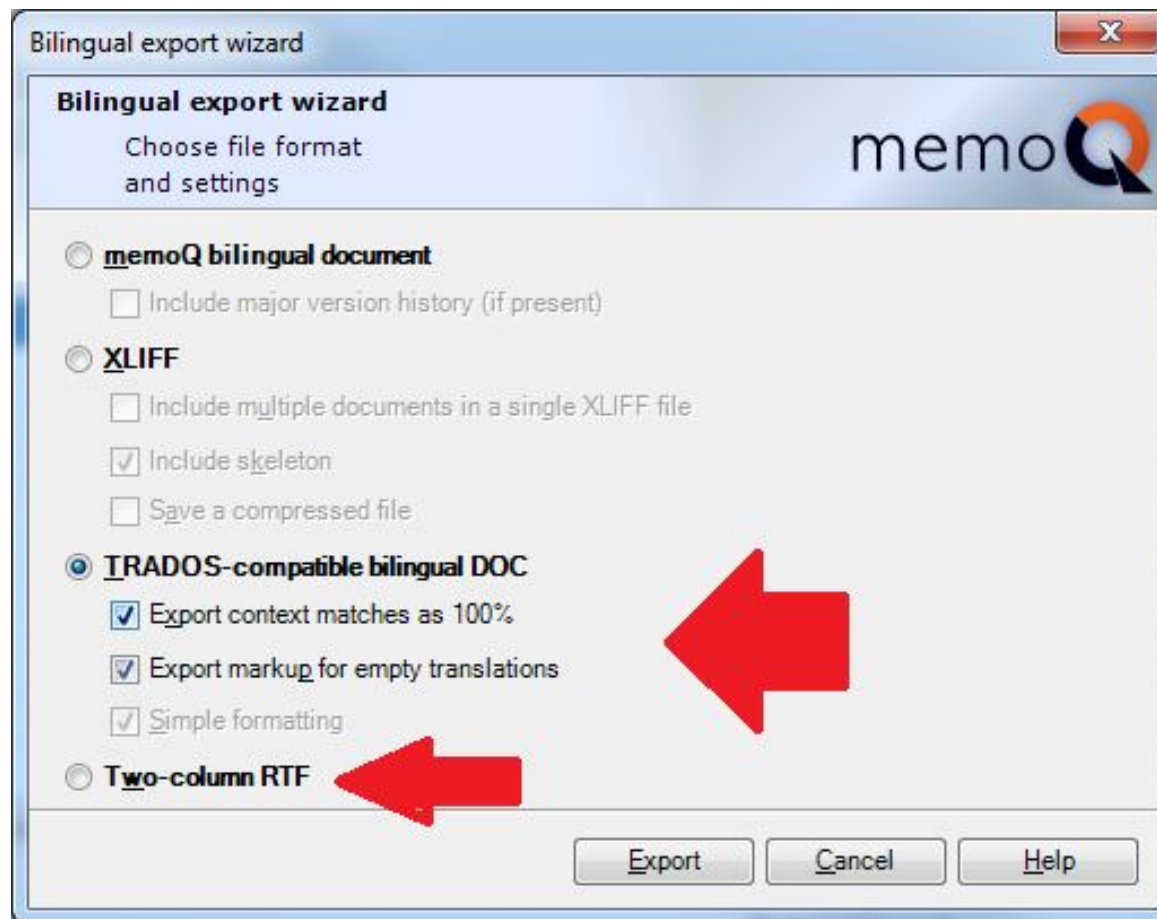 Bilingual export wizard
X
Bilingual export wizard
Choose file format
and settings
memoQ
memoQ bilingual document
Include major version history (if present)
XLIFF
Include multiple documents in a single XLIFF file
Include skeleton
Save a compressed file
TRADOS-compatible bilingual DOC
Export context matches as 100%
Export markup for empty translations
Simple formatting
Two-column RTF
Export Cancel Help